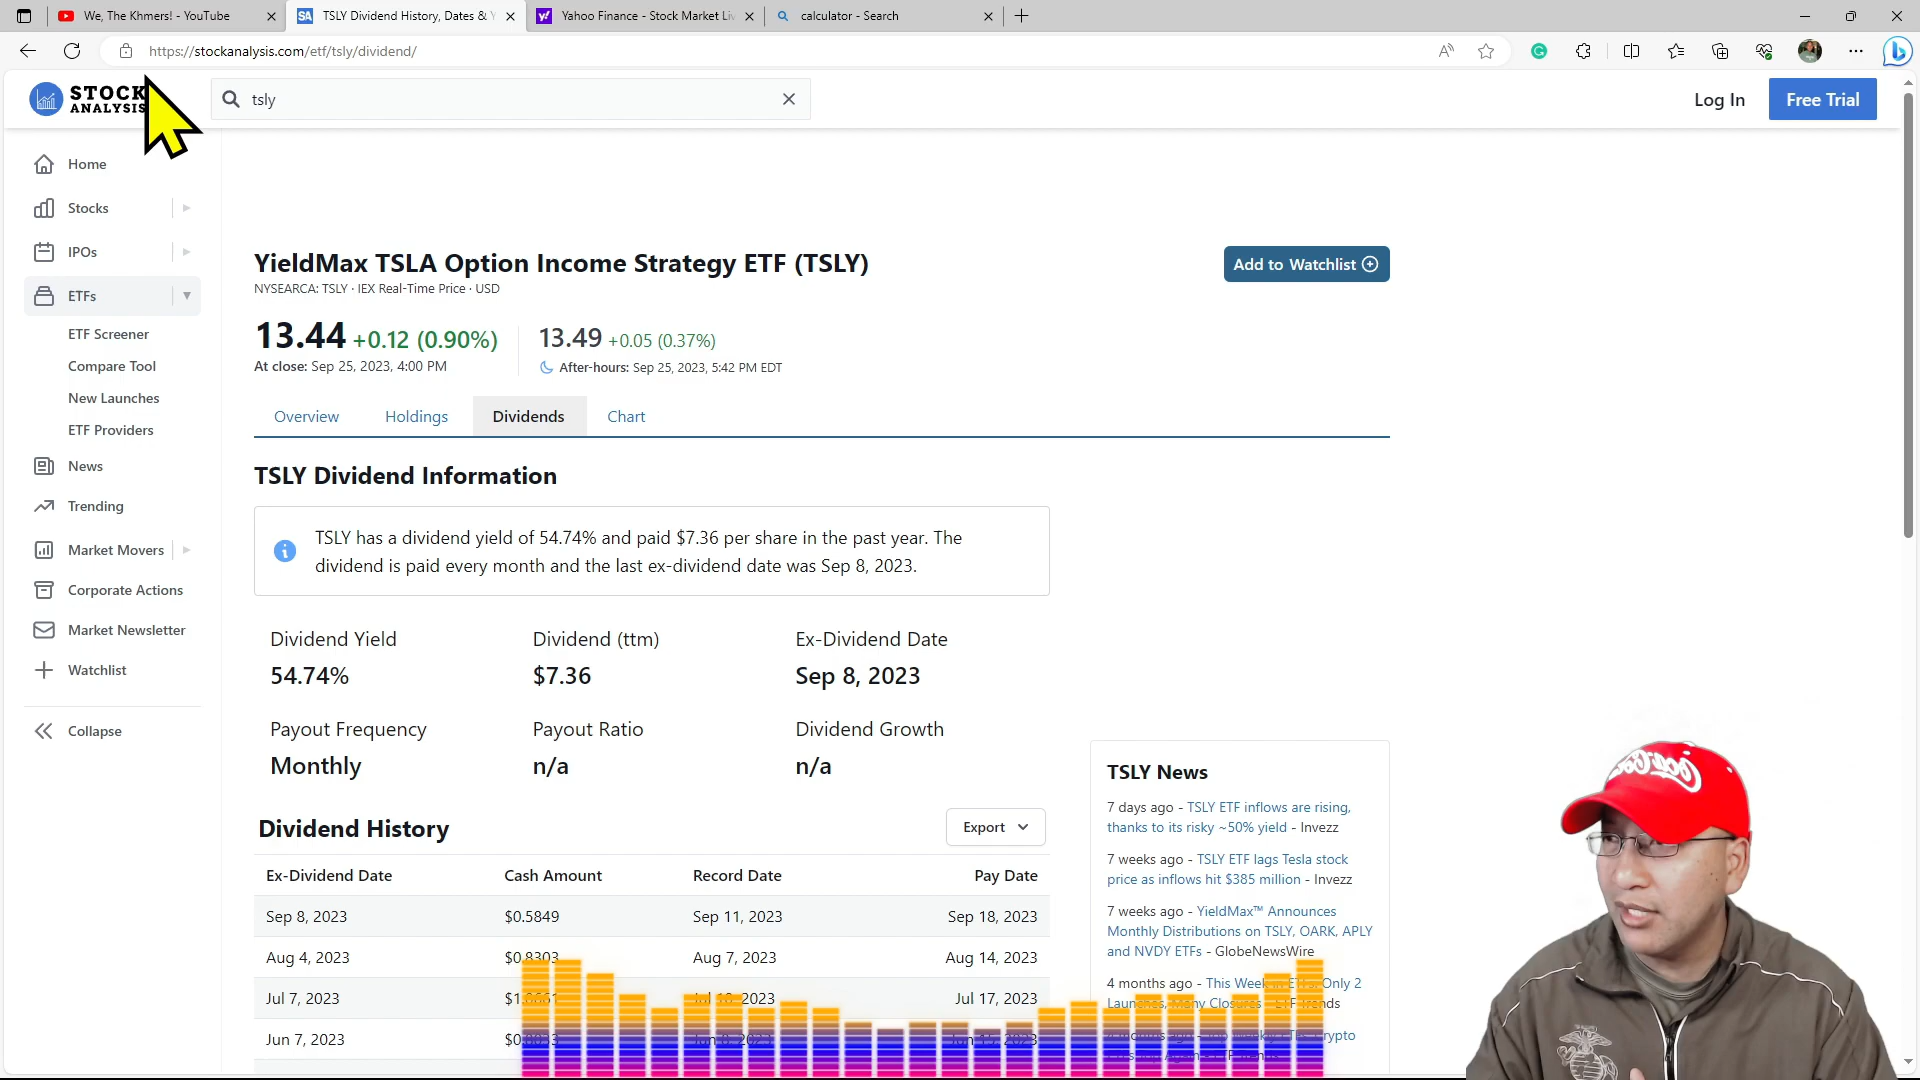 We, The Khmers! - YouTube
TSLY Dividend History, Dates &
Yahoo Finance - Stock Market
calculator - Search
https://stockanalysis.com/etf/tsly/dividend/
STOCK
ANALYSIS
tsly
Log In
Free Trial
Home
Stocks
IPOs
ETFs
ETF Screener
Compare Tool
New Launches
ETF Providers
News
Trending
Market Movers
Corporate Actions
Market Newsletter
Watchlist
Collapse
YieldMax TSLA Option Income Strategy ETF (TSLY)
NYSEARCA: TSLY · IEX Real-Time Price · USD
Add to Watchlist
13.44 +0.12 (0.90%)
At close: Sep 25, 2023, 4:00 PM
13.49 +0.05 (0.37%)
After-hours: Sep 25, 2023, 5:42 PM EDT
Overview Holdings Dividends Chart
TSLY Dividend Information
TSLY has a dividend yield of 54.74% and paid $7.36 per share in the past year. The
dividend is paid every month and the last ex-dividend date was Sep 8, 2023.
Dividend Yield Dividend (ttm) Ex-Dividend Date
54.74% $7.36 Sep 8, 2023
Payout Frequency Payout Ratio Dividend Growth
Monthly n/a n/a
Dividend History
Export
Ex-Dividend Date Cash Amount Record Date Pay Date
Sep 8, 2023 $0.5849 Sep 11, 2023 Sep 18, 2023
Aug 4, 2023 $0.8303 Aug 7, 2023 Aug 14, 2023
Jul 7, 2023 2023 Jul 17, 2023
Jun 7, 2023
TSLY News
7 days ago - TSLY ETF inflows are rising,
thanks to its risky ~50% yield - Invezz
7 weeks ago - TSLY ETF lags Tesla stock
price as inflows hit $385 million - Invezz
7 weeks ago - YieldMax™ Announces
Monthly Distributions on TSLY, OARK, APLY
and NVDY ETFs - GlobeNewsWire
4 months ago - This Week in ETFs: Only 2
Launches, Many Closures
Coca-Cola